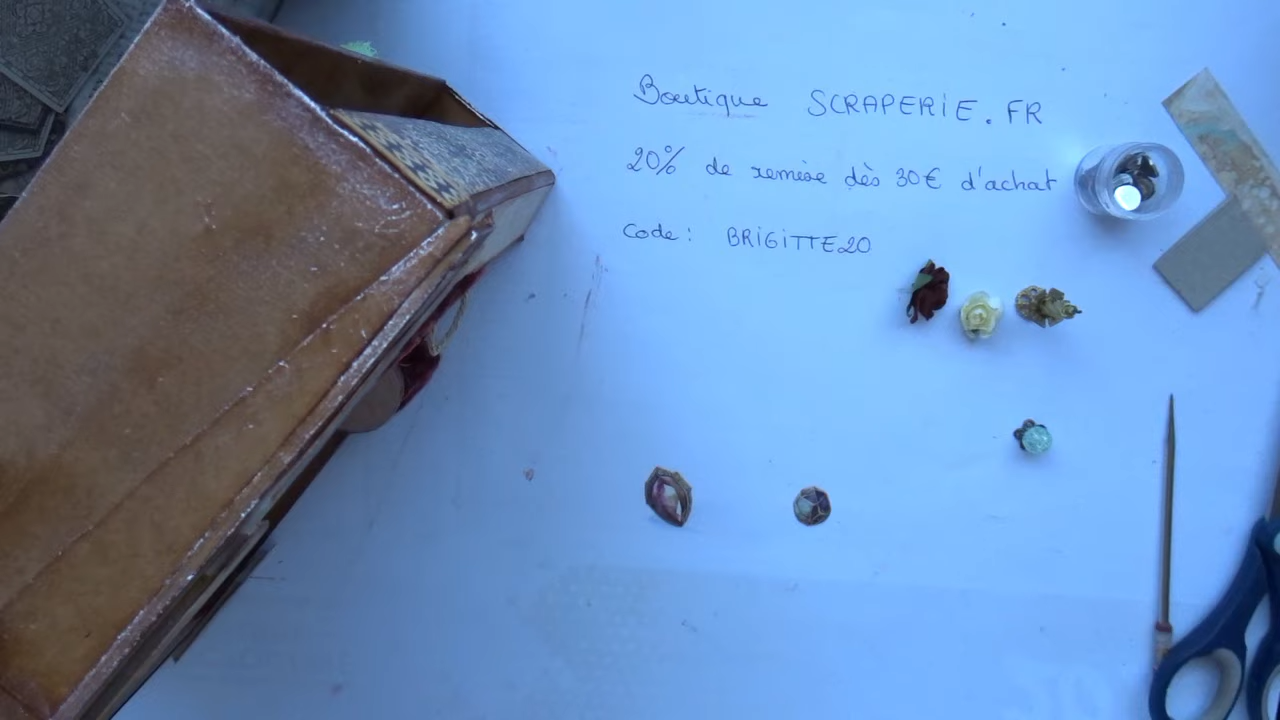 Boutique SCRAPERIE.FR
20% de remise dès 30€ d'achat
Code: BRIGITTE20